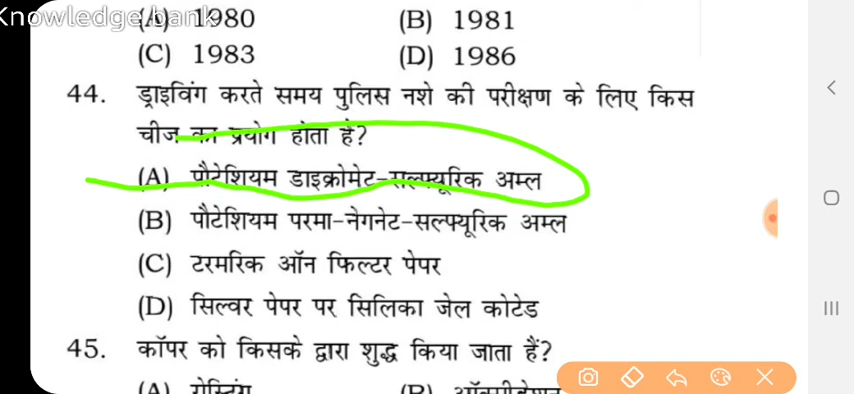 Knowledge bank
(A) 1980 (B) 1981
(C) 1983 (D) 1986
44. ड्राइविंग करते समय पुलिस नशे की परीक्षण के लिए किस
चीज का प्रयोग होता है?
(A) पौटेशियम डाइक्रोमेट-सल्फ्यूरिक अम्ल
(B) पौटेशियम परमा-नेगनेट-सल्फ्यूरिक अम्ल
(C) टरमरिक ऑन फिल्टर पेपर
(D) सिल्वर पेपर पर सिलिका जेल कोटेड
45. कॉपर को किसके द्वारा शुद्ध किया जाता हैं?
(A) (B)